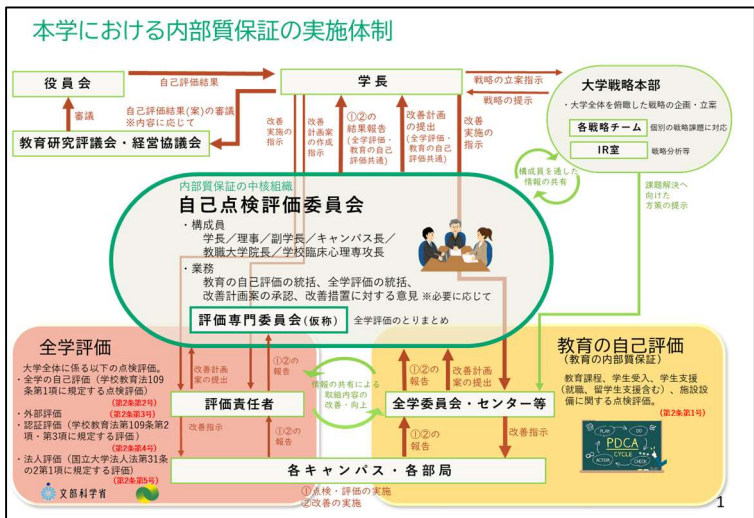 本学における内部質保証の実施体制
役員会
自己評価結果
学長
戦略の立案指示
戦略の提示
大学戦略本部
・大学全体を俯瞰した戦略の企画・立案
各戦略チーム
個別の戦略課題に対応
IR室
戦略分析等
審議
自己評価結果(案)の審議
※内容に応じて
教育研究評議会・経営協議会
改善
実施の
指示
改善
計画案
の作成
指示
①②の
結果報告
(全学評価・
教育の自己
評価共通)
改善計画
の提出
(全学評価・
教育の自己
評価共通)
改善
実施の
指示
構成員を通した
情報の共有
課題解決へ
向けた
方策の提示
内部質保証の中核組織
自己点検評価委員会
・構成員
学長/理事/副学長/キャンパス長/
教職大学院長/学校臨床心理専攻長
・業務
教育の自己評価の統括、全学評価の統括、
改善計画案の承認、改善措置に対する意見 ※必要に応じて
評価専門委員会(仮称)
全学評価のとりまとめ
全学評価
大学全体に係る以下の点検評価。
・全学の自己評価(学校教育法109
条第1項に規定する点検評価)
(第2条第2号)
・外部評価
(第2条第3号)
・認証評価(学校教育法第109条第2
項・第3項に規定する評価)
(第2条第4号)
・法人評価(国立大学法人法第31条
の2第1項に規定する評価)
(第2条第5号)
文部科学省
改善計画
案の提出
①②の
報告
評価責任者
改善指示
①②の
報告
情報の共有による
取組内容の
改善・向上
①②の
報告
改善計画
案の提出
全学委員会・センター等
①②の
報告
改善指示
教育の自己評価
(教育の内部質保証)
教育課程、学生受入、学生支援
(就職、留学生支援含む)、施設設
備に関する点検評価。
(第2条第1号)
PLAN
DO
PDCA
CYCLE
ACTION
CHECK
各キャンパス・各部局
①点検・評価の実施
②改善の実施
1